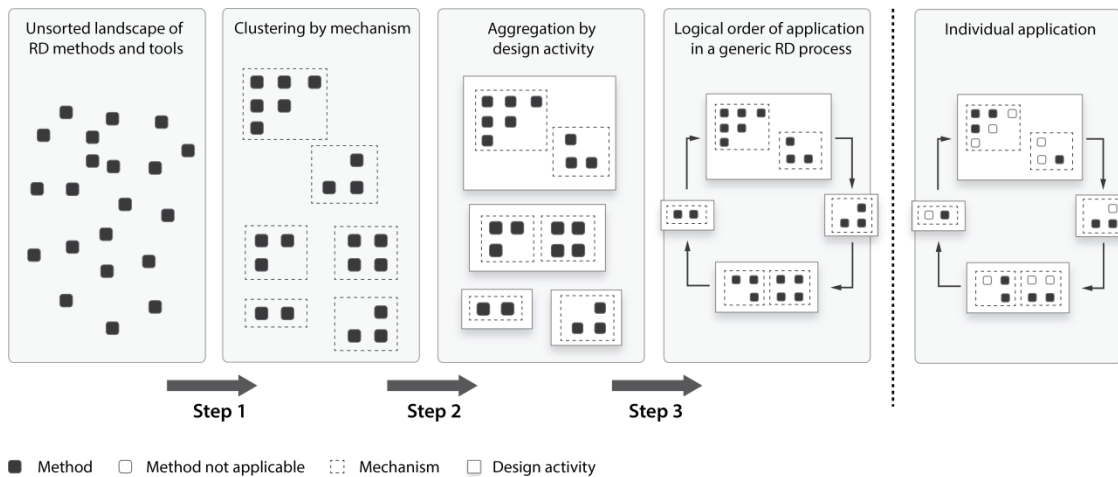 Unsorted landscape of
RD methods and tools
Clustering by mechanism
Aggregation by
design activity
Logical order of application
in a generic RD process
Individual application
Step 1
Step 2
Step 3
Method
Method not applicable
Mechanism
Design activity